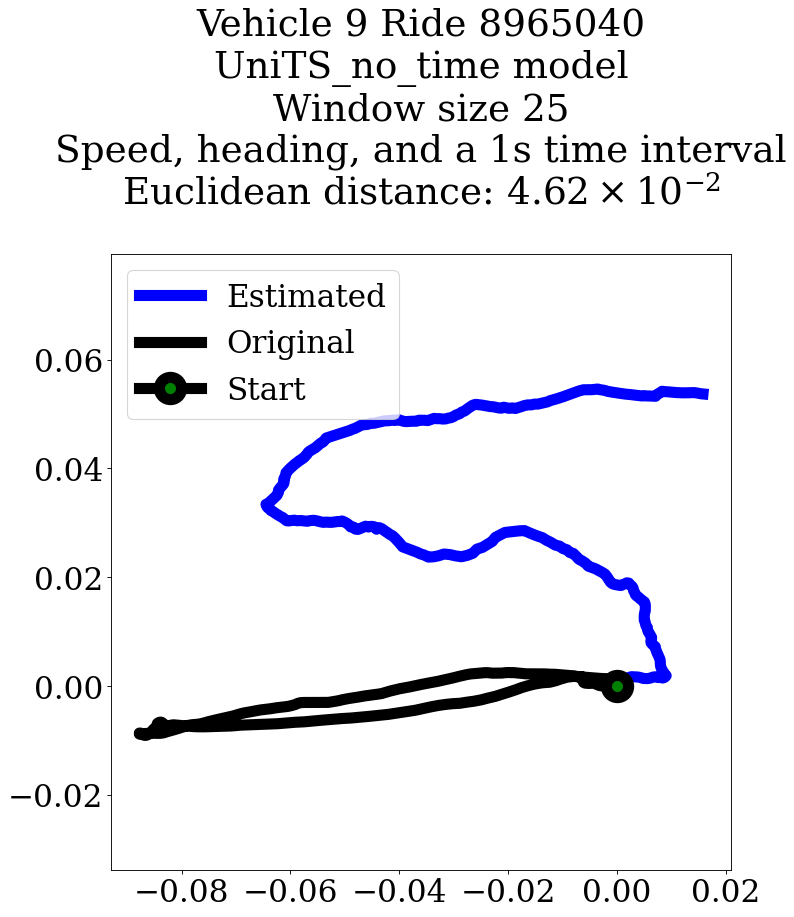 Vehicle 9 Ride 8965040
UniTS_no_time model
Window size 25
Speed, heading, and a 1s time interval
Euclidean distance: 4.62 × 10⁻²
Estimated
Original
Start
0.06
0.04
0.02
0.00
−0.02
−0.08 −0.06 −0.04 −0.02 0.00 0.02